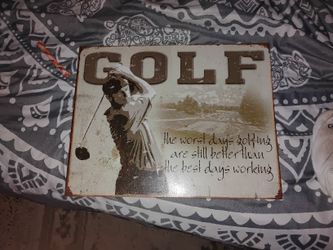 GOLF
the worst days golfing
are still better than
the best days working